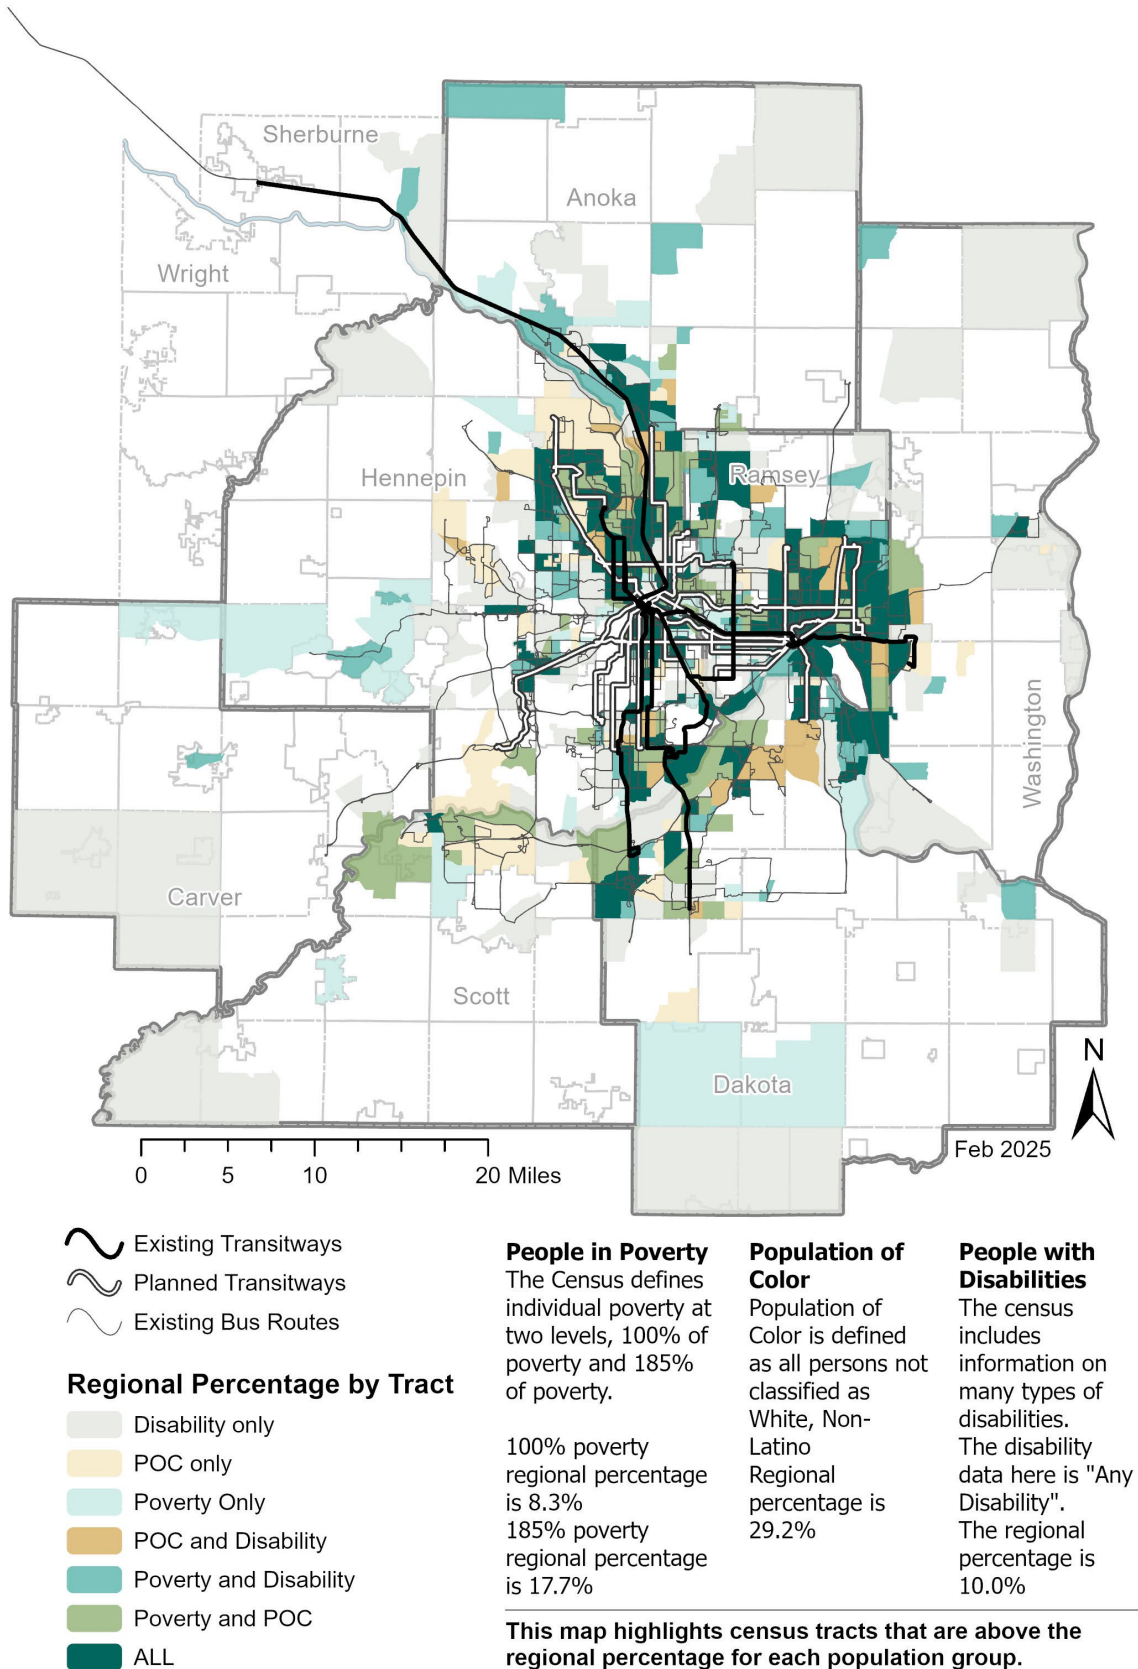 Sherburne
Anoka
Wright
Hennepin
Ramsey
Washington
Carver
Scott
Dakota
N
Feb 2025
0 5 10 20 Miles
Existing Transitways
Planned Transitways
Existing Bus Routes
Regional Percentage by Tract
Disability only
POC only
Poverty Only
POC and Disability
Poverty and Disability
Poverty and POC
ALL
People in Poverty
The Census defines
individual poverty at
two levels, 100% of
poverty and 185%
of poverty.
100% poverty
regional percentage
is 8.3%
185% poverty
regional percentage
is 17.7%
Population of
Color
Population of
Color is defined
as all persons not
classified as
White, Non-
Latino
Regional
percentage is
29.2%
People with
Disabilities
The census
includes
information on
many types of
disabilities.
The disability
data here is "Any
Disability".
The regional
percentage is
10.0%
This map highlights census tracts that are above the
regional percentage for each population group.